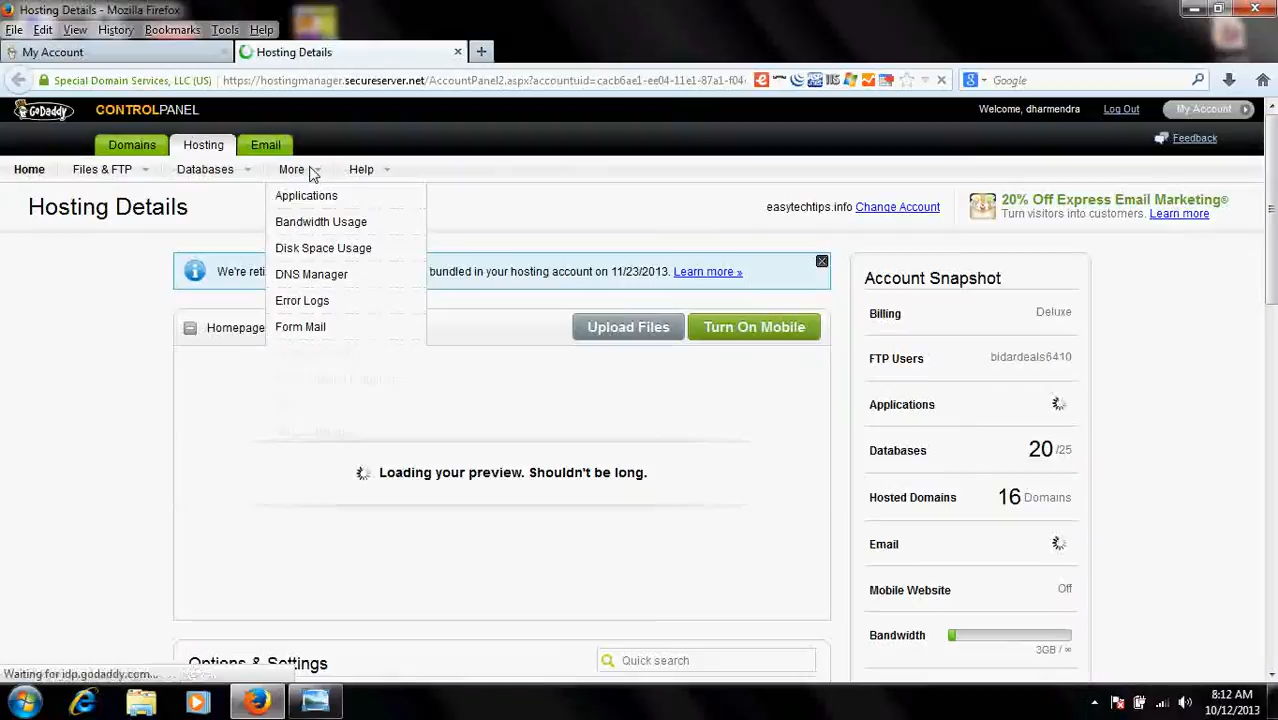 Hosting Details - Mozilla Firefox
File Edit View History Bookmarks Tools Help
My Account
Hosting Details
Special Domain Services, LLC (US)
https://hostingmanager.secureserver.net/AccountPanel2.aspx?accountuid=cacb6ae1-ee04-11e1-87a1-f04
Google
GoDaddy CONTROLPANEL
Welcome, dharmendra
Log Out
My Account
Domains
Hosting
Email
Feedback
Home
Files & FTP
Databases
More
Help
Hosting Details
easytechtips.info Change Account
20% Off Express Email Marketing®
Turn visitors into customers. Learn more
Applications
Bandwidth Usage
Disk Space Usage
DNS Manager
Error Logs
Form Mail
We're reti
bundled in your hosting account on 11/23/2013. Learn more »
Homepage
Upload Files
Turn On Mobile
Loading your preview. Shouldn't be long.
Account Snapshot
Billing Deluxe
FTP Users bidardeals6410
Applications
Databases 20 /25
Hosted Domains 16 Domains
Email
Mobile Website Off
Bandwidth
3GB / ∞
Options & Settings
Quick search
Waiting for idp.godaddy.com...
8:12 AM
10/12/2013